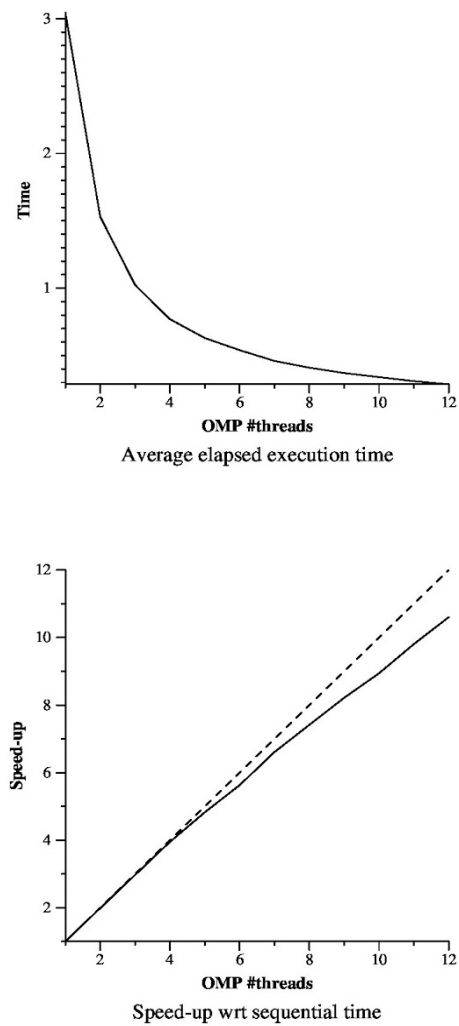 3
2
1
Time
2 4 6 8 10 12
OMP #threads
Average elapsed execution time
12
10
8
6
4
2
Speed-up
2 4 6 8 10 12
OMP #threads
Speed-up wrt sequential time